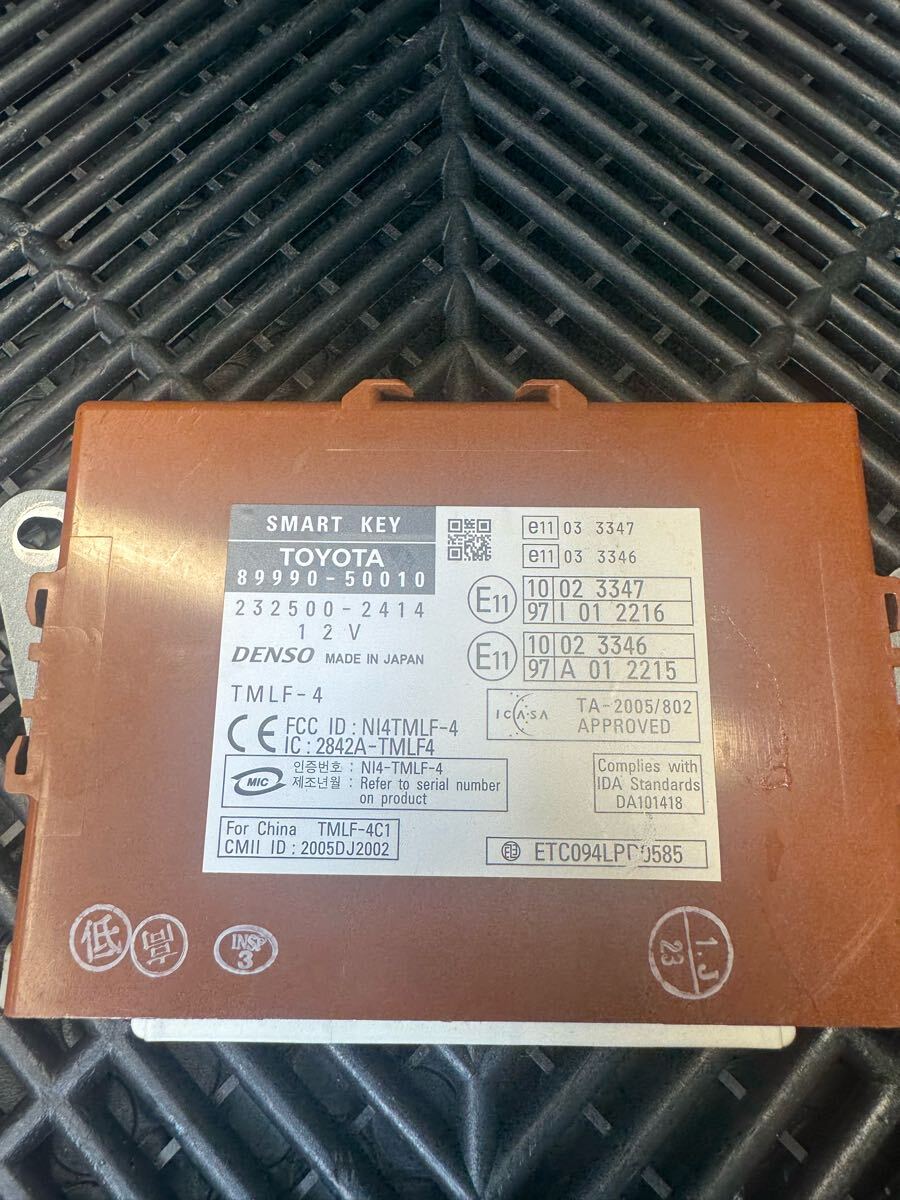 SMART KEY
TOYOTA
89990-50010
232500-2414
12V
DENSO MADE IN JAPAN
TMLF-4
CE FCC ID : NI4TMLF-4
IC : 2842A-TMLF4
MIC 인증번호 : NI4-TMLF-4
제조년월 : Refer to serial number
on product
For China TMLF-4C1
CMII ID : 2005DJ2002
e11 03 3347
e11 03 3346
E11 10 02 3347
97 I 01 2216
E11 10 02 3346
97 A 01 2215
ICASA TA-2005/802
APPROVED
Complies with
IDA Standards
DA101418
低 高 INSP 3
1.J
23